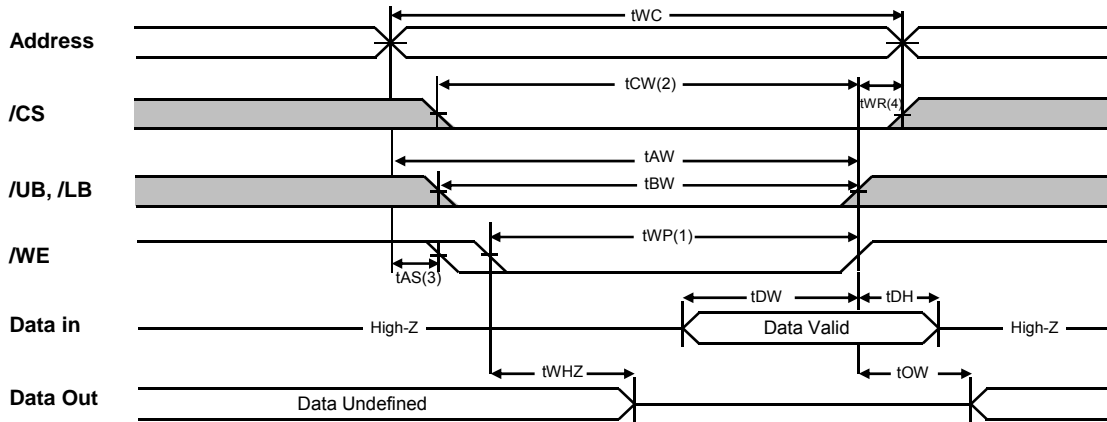 tWC
Address
tCW(2)
/CS
tWR(4)
tAW
/UB, /LB
tBW
/WE
tWP(1)
tAS(3)
tDW
tDH
Data in
High-Z
Data Valid
High-Z
tWHZ
tOW
Data Out
Data Undefined